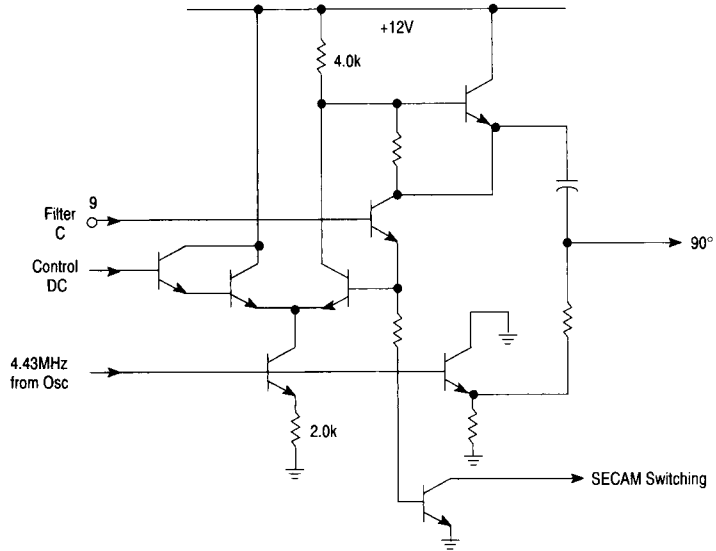 +12V
4.0k
9
Filter
C
Control
DC
90°
4.43MHz
from Osc
2.0k
SECAM Switching